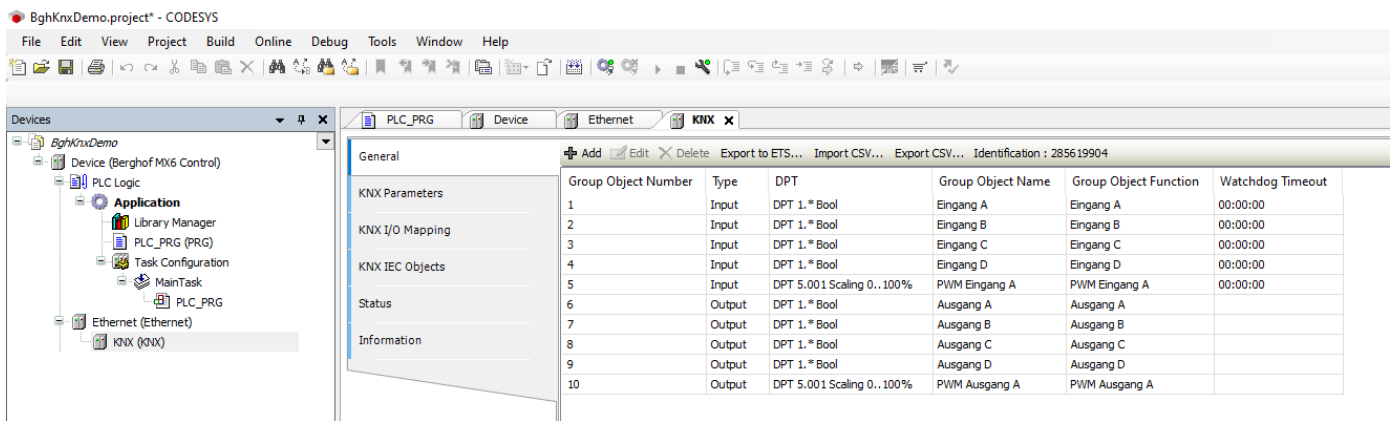 BghKnxDemo.project* - CODESYS
File Edit View Project Build Online Debug Tools Window Help
Devices
BghKnxDemo
Device (Berghof MX6 Control)
PLC Logic
Application
Library Manager
PLC_PRG (PRG)
Task Configuration
MainTask
PLC_PRG
Ethernet (Ethernet)
KNX (KNX)
PLC_PRG Device Ethernet KNX
General
KNX Parameters
KNX I/O Mapping
KNX IEC Objects
Status
Information
Add Edit Delete Export to ETS... Import CSV... Export CSV... Identification : 285619904
Group Object Number Type DPT Group Object Name Group Object Function Watchdog Timeout
1 Input DPT 1.* Bool Eingang A Eingang A 00:00:00
2 Input DPT 1.* Bool Eingang B Eingang B 00:00:00
3 Input DPT 1.* Bool Eingang C Eingang C 00:00:00
4 Input DPT 1.* Bool Eingang D Eingang D 00:00:00
5 Input DPT 5.001 Scaling 0..100% PWM Eingang A PWM Eingang A 00:00:00
6 Output DPT 1.* Bool Ausgang A Ausgang A
7 Output DPT 1.* Bool Ausgang B Ausgang B
8 Output DPT 1.* Bool Ausgang C Ausgang C
9 Output DPT 1.* Bool Ausgang D Ausgang D
10 Output DPT 5.001 Scaling 0..100% PWM Ausgang A PWM Ausgang A